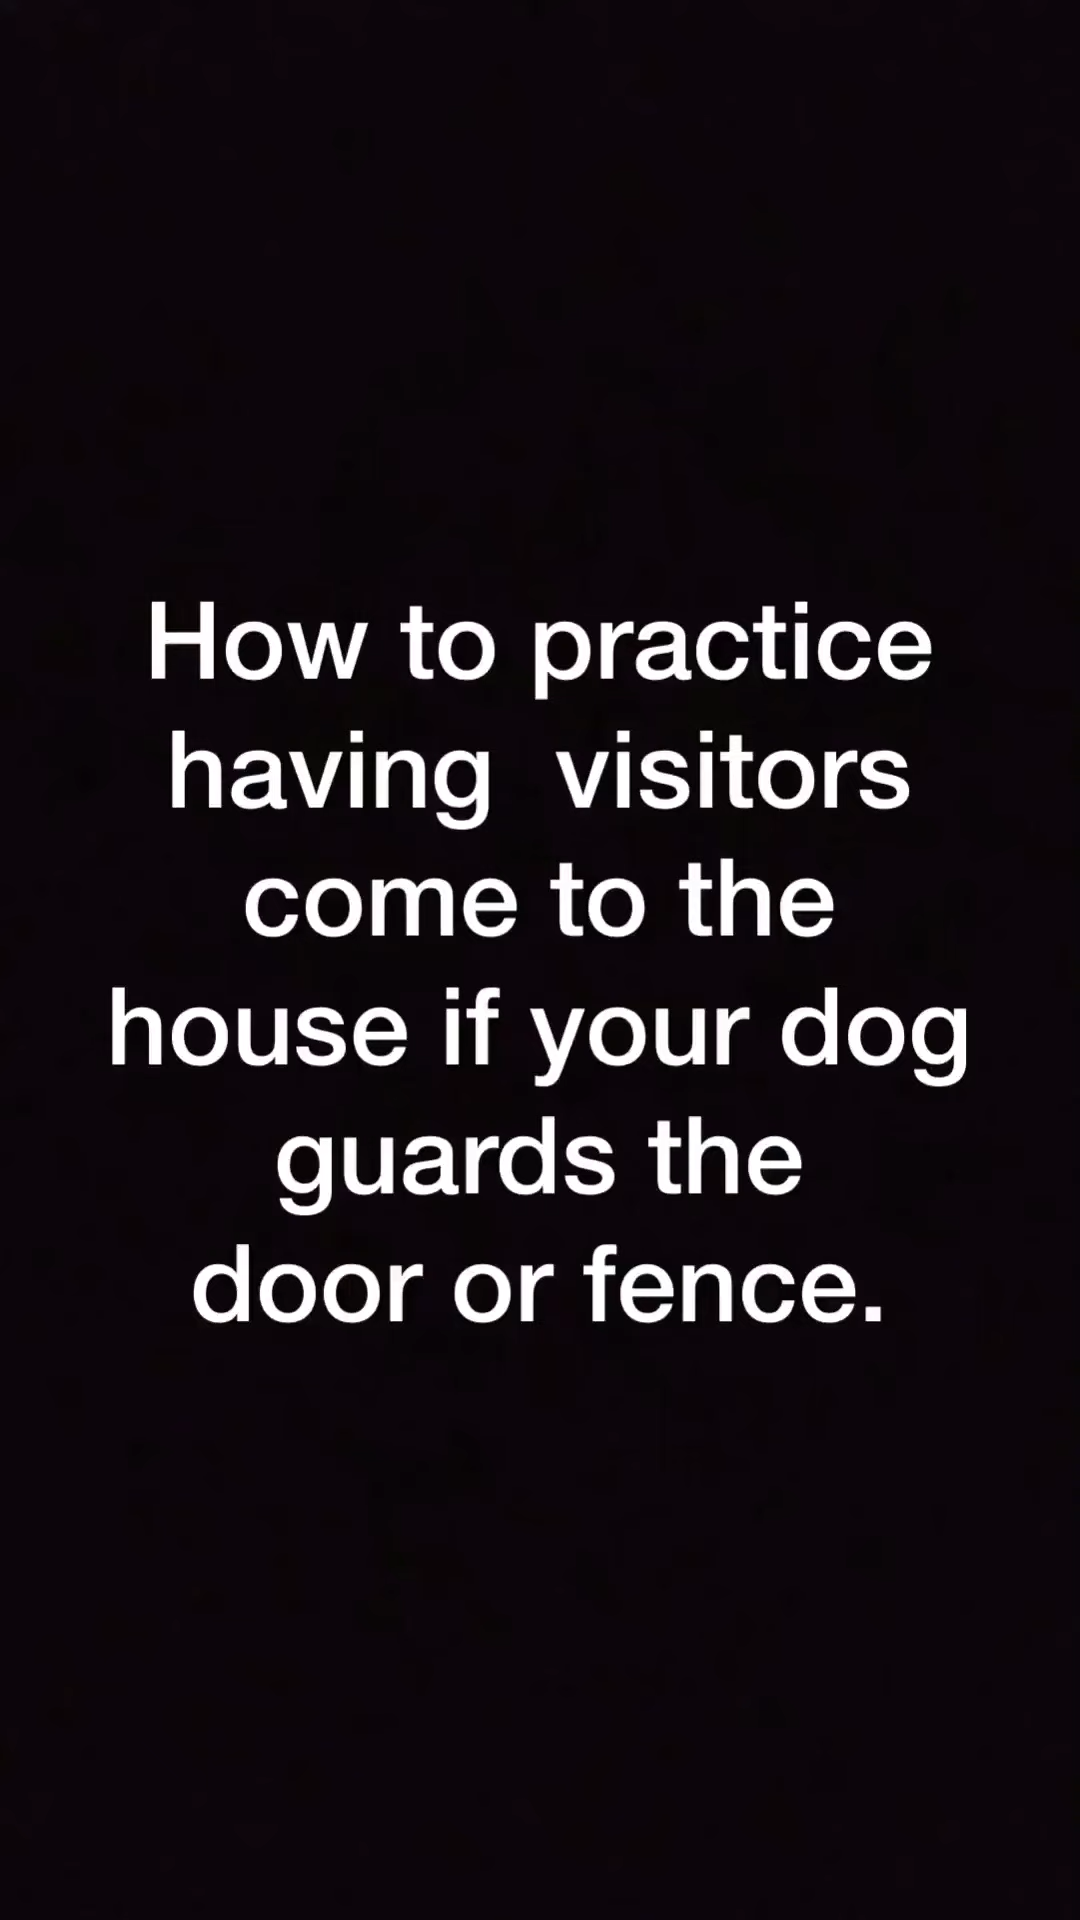 How to practice
having  visitors
come to the
house if your dog
guards the
door or fence.